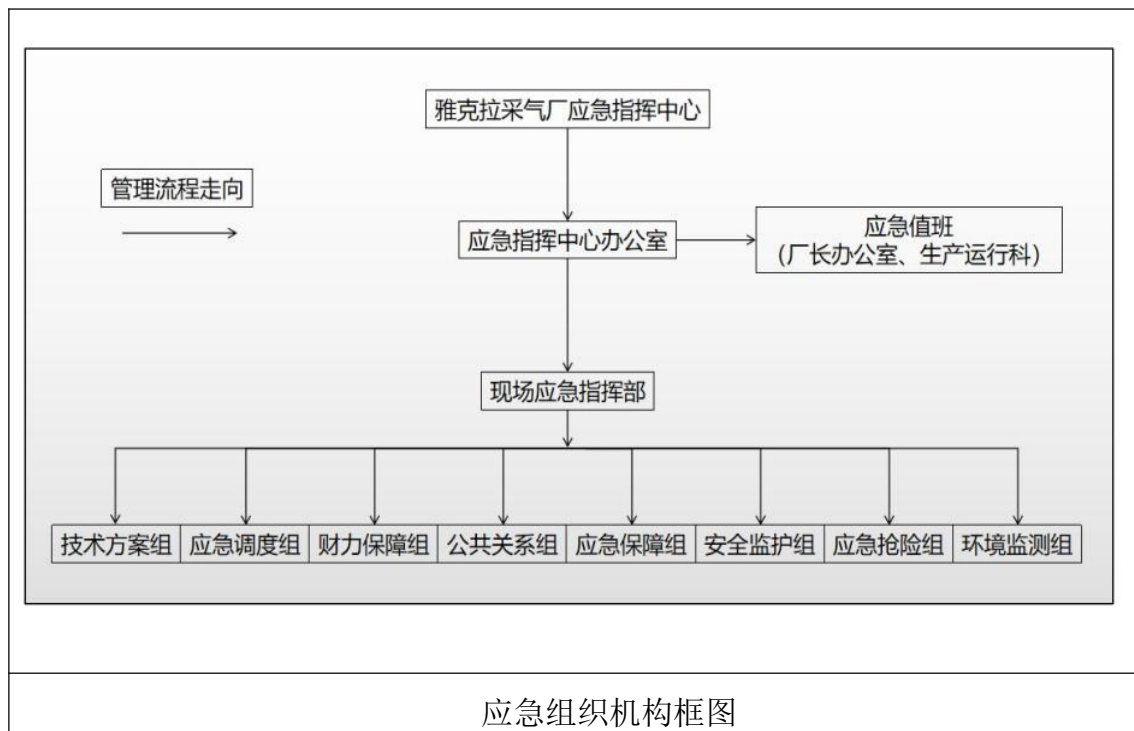 雅克拉采气厂应急指挥中心
管理流程走向
应急指挥中心办公室
应急值班
（厂长办公室、生产运行科）
现场应急指挥部
技术方案组 应急调度组 财力保障组 公共关系组 应急保障组 安全监护组 应急抢险组 环境监测组
应急组织机构框图